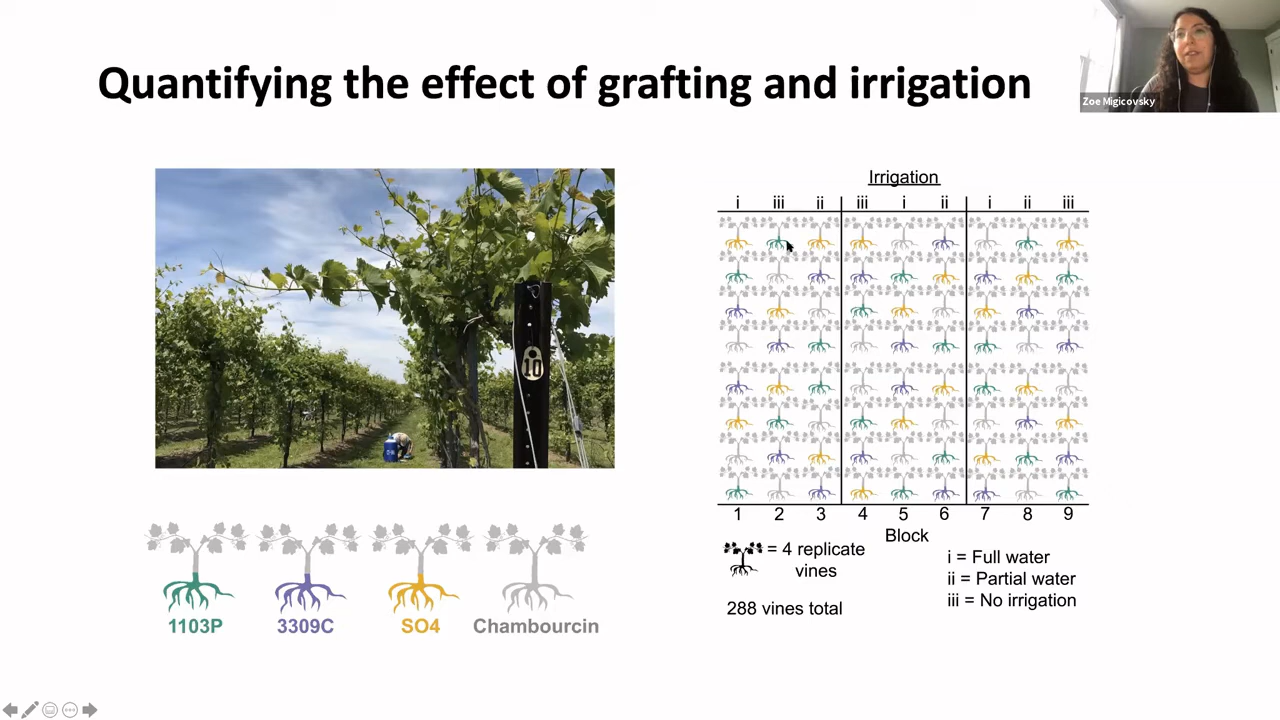 Quantifying the effect of grafting and irrigation
Zoe Migicovsky
10
1103P 3309C SO4 Chambourcin
Irrigation
i iii ii iii i ii i ii iii
1 2 3 4 5 6 7 8 9
Block
= 4 replicate
vines
288 vines total
i = Full water
ii = Partial water
iii = No irrigation